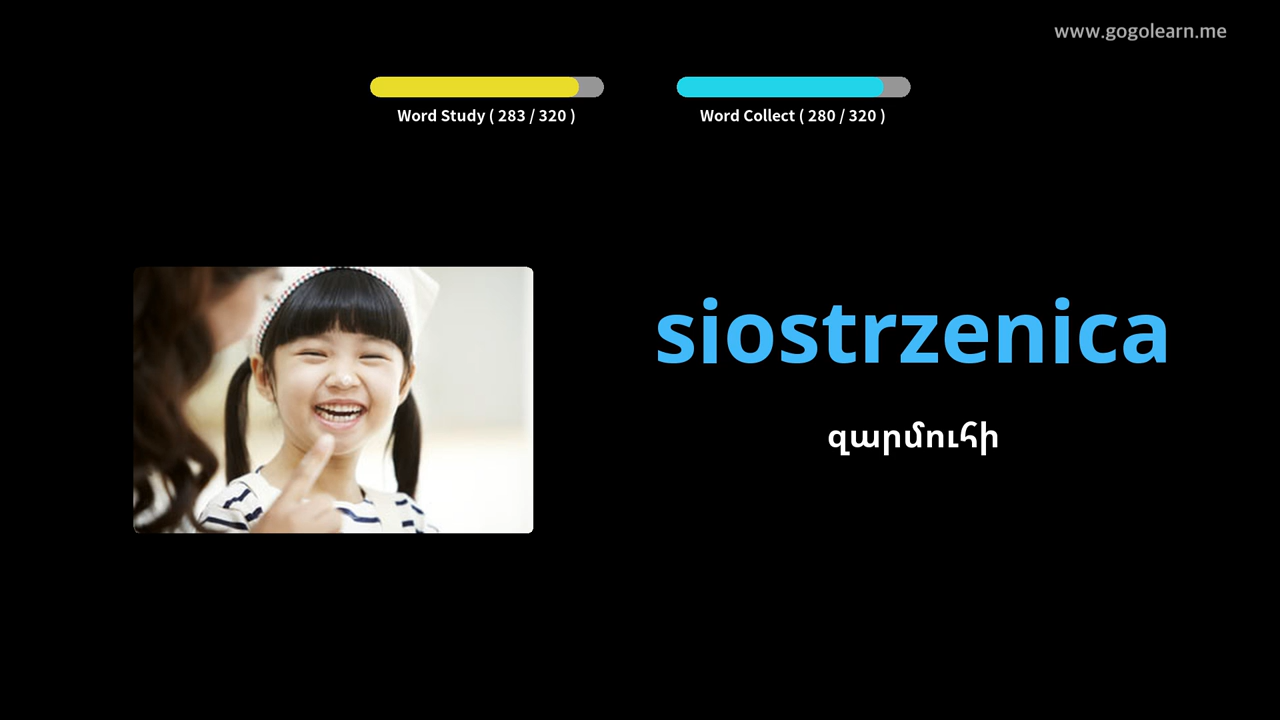 www.gogolearn.me
Word Study ( 283 / 320 )
Word Collect ( 280 / 320 )
siostrzenica
զարմուհի